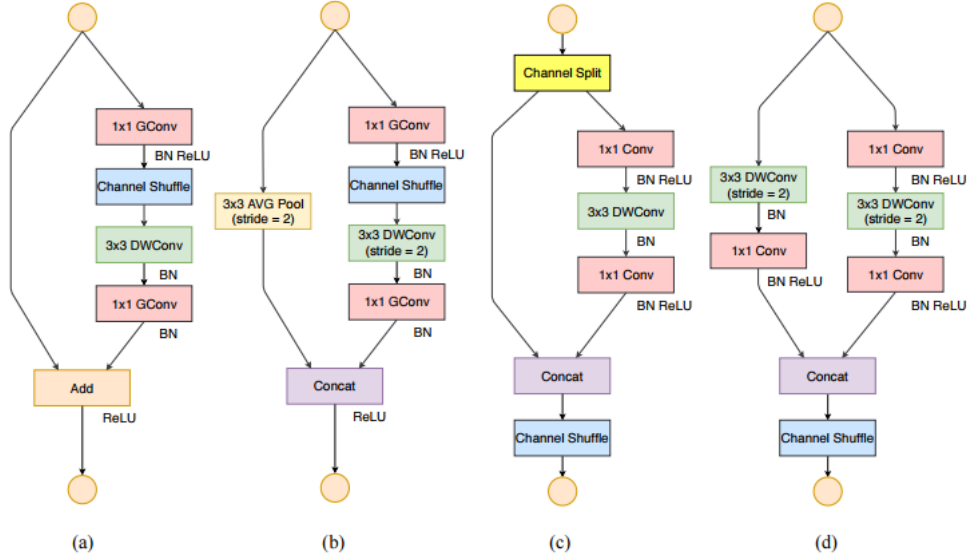 1x1 GConv
BN ReLU
Channel Shuffle
3x3 DWConv
BN
1x1 GConv
BN
Add
ReLU
(a)
1x1 GConv
BN ReLU
Channel Shuffle
3x3 AVG Pool
(stride = 2)
3x3 DWConv
(stride = 2)
BN
1x1 GConv
BN
Concat
ReLU
(b)
Channel Split
1x1 Conv
BN ReLU
3x3 DWConv
BN
1x1 Conv
BN ReLU
Concat
Channel Shuffle
(c)
3x3 DWConv
(stride = 2)
BN
1x1 Conv
BN ReLU
1x1 Conv
BN ReLU
3x3 DWConv
(stride = 2)
BN
1x1 Conv
BN ReLU
Concat
Channel Shuffle
(d)